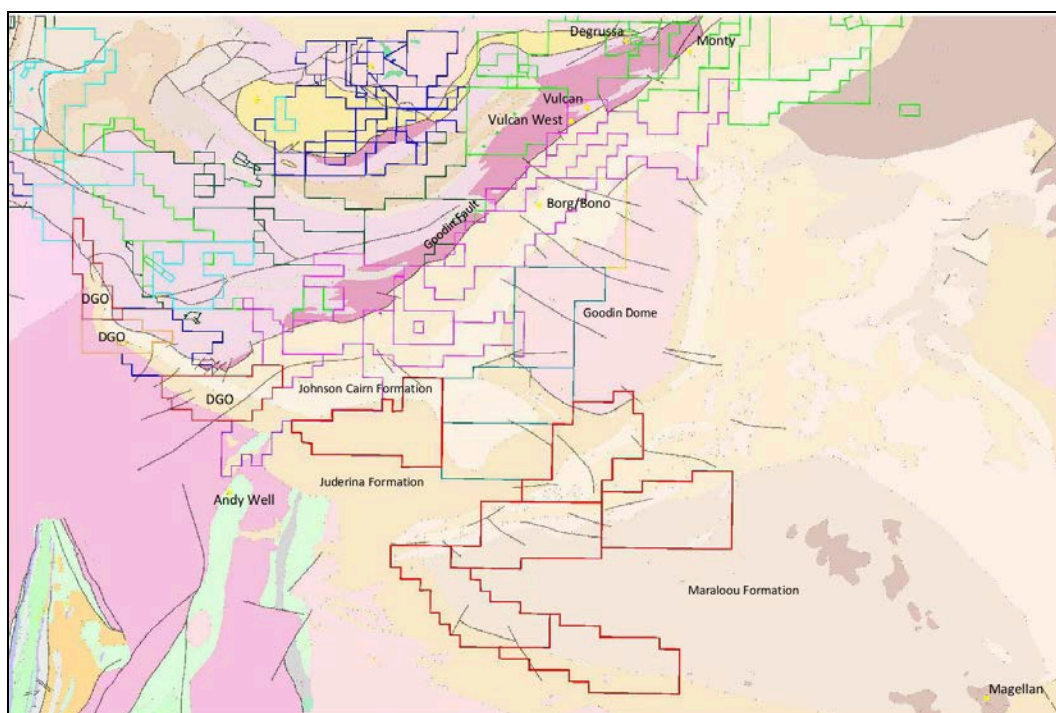 Degrussa
Monty
Vulcan
Vulcan West
Borg/Bono
Goodin Fault
DGO
Goodin Dome
DGO
Johnson Cairn Formation
DGO
Juderina Formation
Andy Well
Maraloou Formation
Magellan